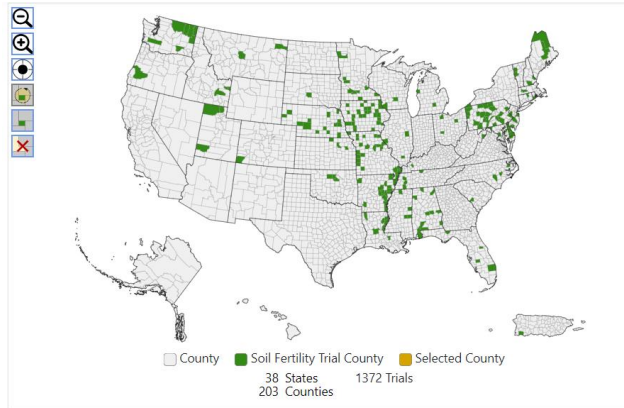 County Soil Fertility Trial County Selected County
38 States 1372 Trials
203 Counties